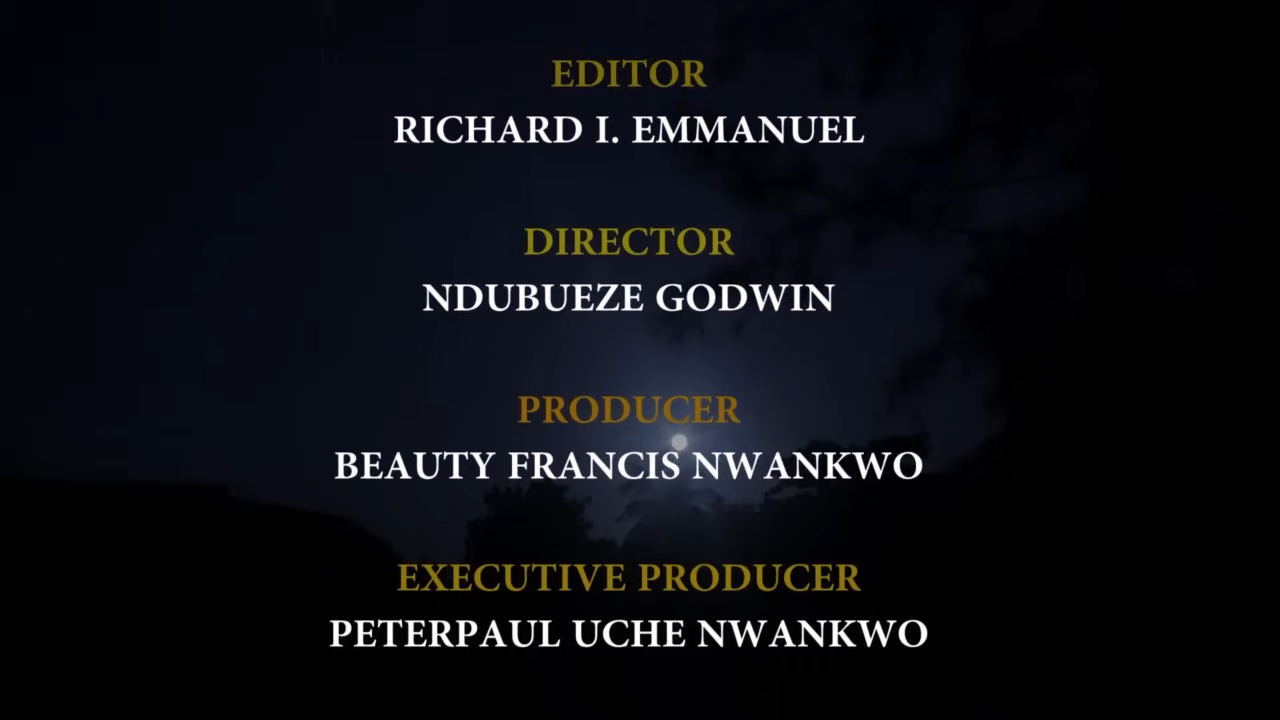 EDITOR
RICHARD I. EMMANUEL
DIRECTOR
NDUBUEZE GODWIN
PRODUCER
BEAUTY FRANCIS NWANKWO
EXECUTIVE PRODUCER
PETERPAUL UCHE NWANKWO